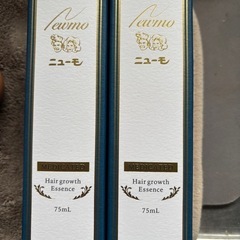 Newmo
ニューモ
Hair growth
Essence
75mL
Newmo
ニューモ
Hair growth
Essence
75mL